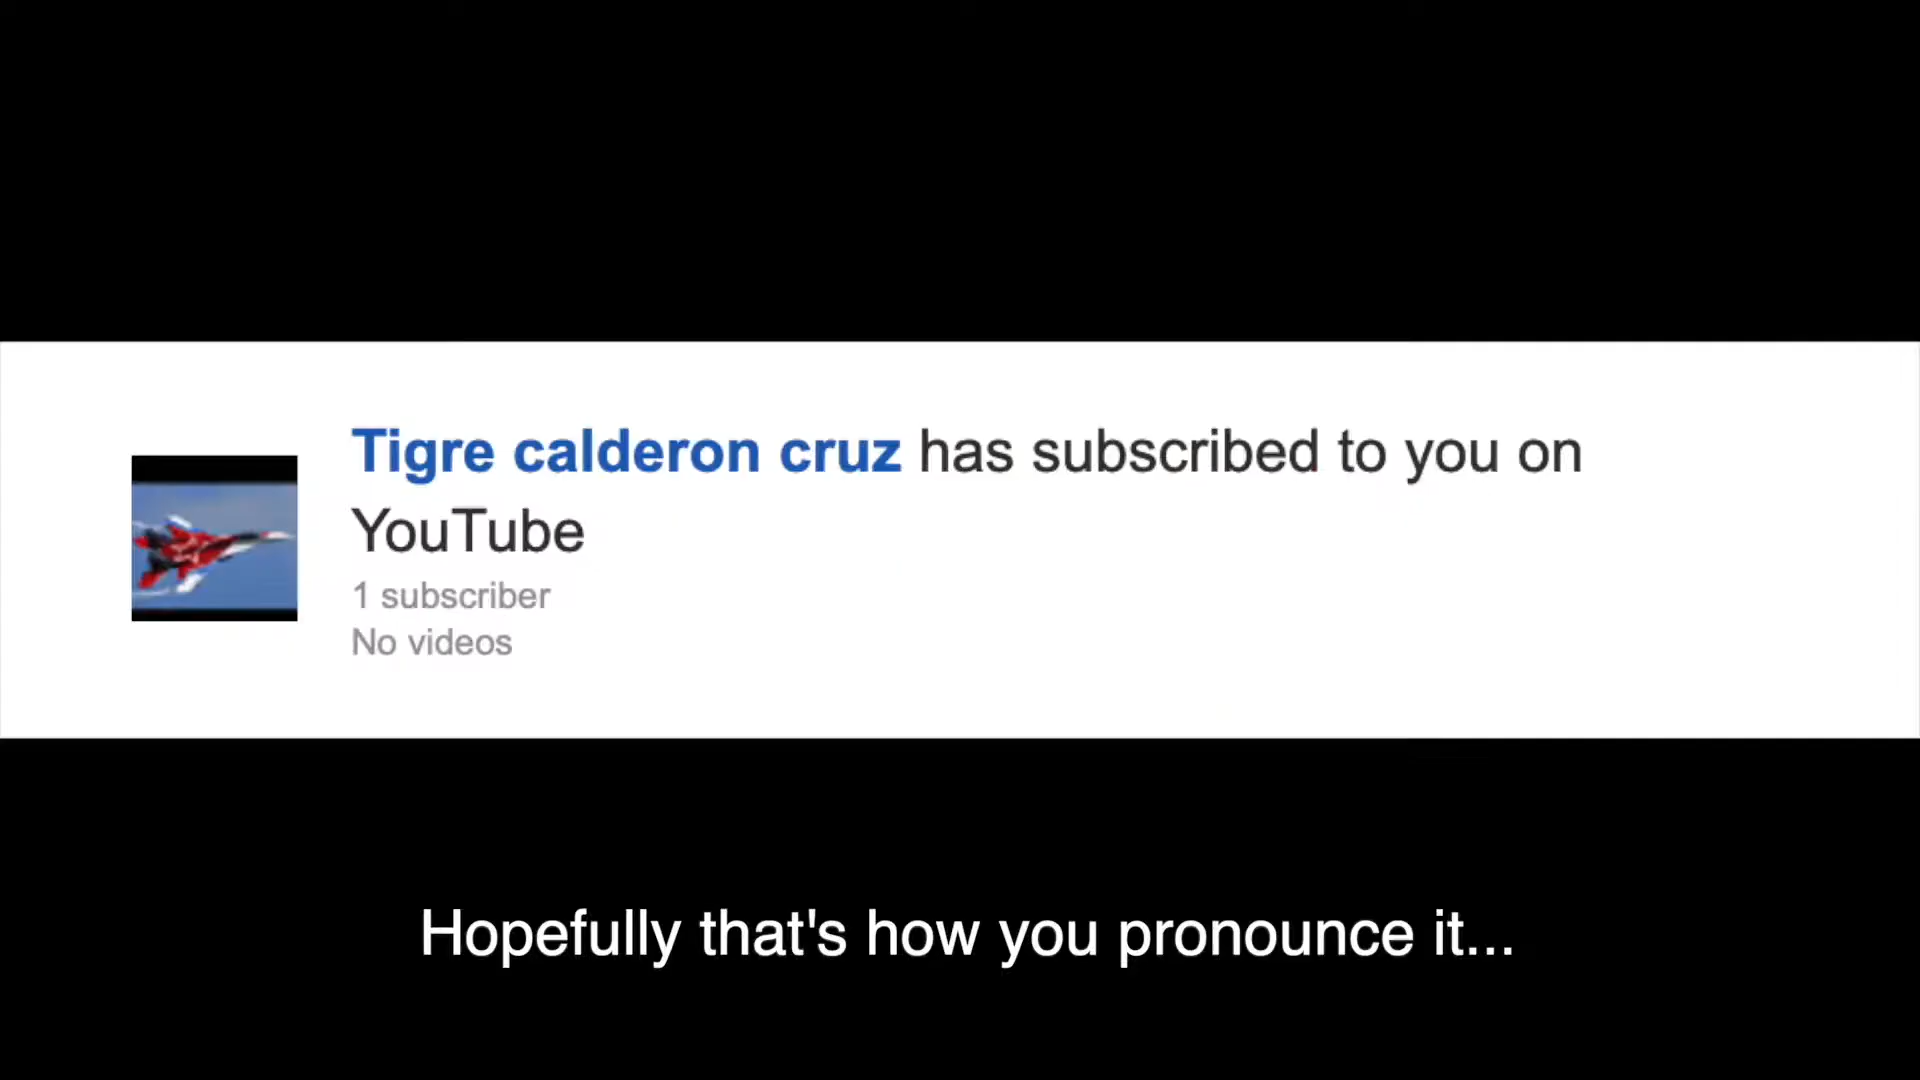 Tigre calderon cruz has subscribed to you on
YouTube
1 subscriber
No videos
Hopefully that's how you pronounce it...